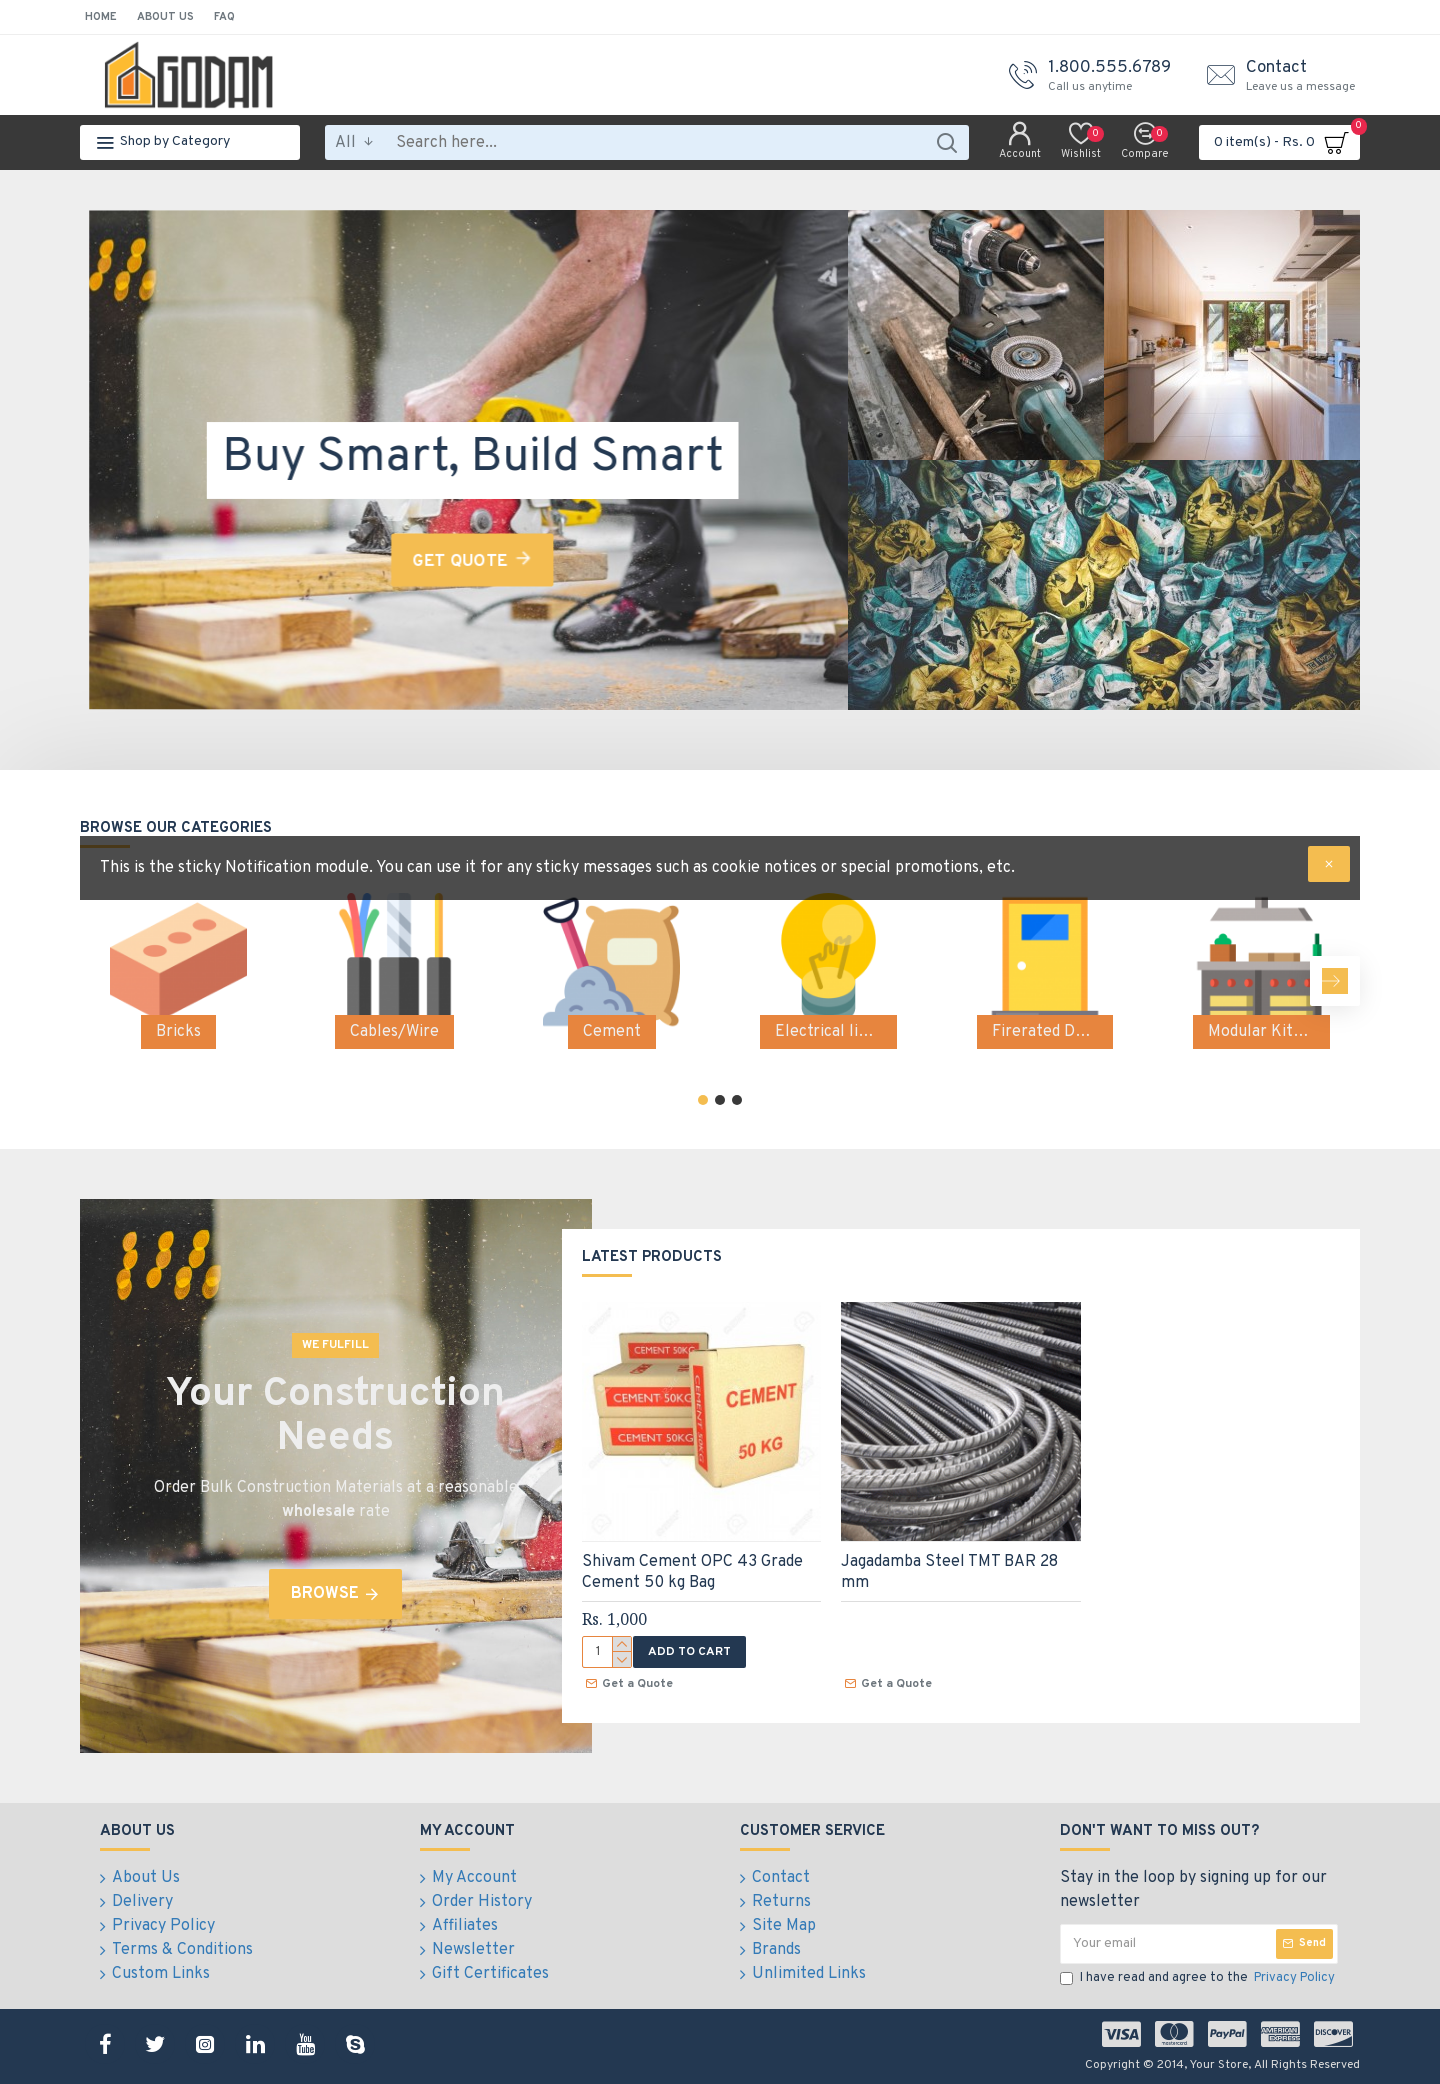 HOME ABOUT US FAQ
GODAM
1.800.555.6789
Call us anytime
Contact
Leave us a message
Shop by Category
All
Search here...
Account
0
Wishlist
0
Compare
0 item(s) - Rs. 0
0
Buy Smart, Build Smart
GET QUOTE
BROWSE OUR CATEGORIES
This is the sticky Notification module. You can use it for any sticky messages such as cookie notices or special promotions, etc.
Bricks
Cables/Wire
Cement
Electrical li...
Firerated D...
Modular Kit...
WE FULFILL
Your Construction
Needs
Order Bulk Construction Materials at a reasonable
wholesale rate
BROWSE
LATEST PRODUCTS
CEMENT 50KG
CEMENT 50KG
CEMENT 50KG
CEMENT 50KG
CEMENT
50 KG
Shivam Cement OPC 43 Grade
Cement 50 kg Bag
Rs. 1,000
1
ADD TO CART
Get a Quote
Jagadamba Steel TMT BAR 28
mm
Get a Quote
ABOUT US
About Us
Delivery
Privacy Policy
Terms & Conditions
Custom Links
MY ACCOUNT
My Account
Order History
Affiliates
Newsletter
Gift Certificates
CUSTOMER SERVICE
Contact
Returns
Site Map
Brands
Unlimited Links
DON'T WANT TO MISS OUT?
Stay in the loop by signing up for our
newsletter
Your email
Send
I have read and agree to the Privacy Policy
You
Tube
VISA
mastercard
PayPal
AMERICAN EXPRESS
DISCOVER
Copyright © 2014, Your Store, All Rights Reserved